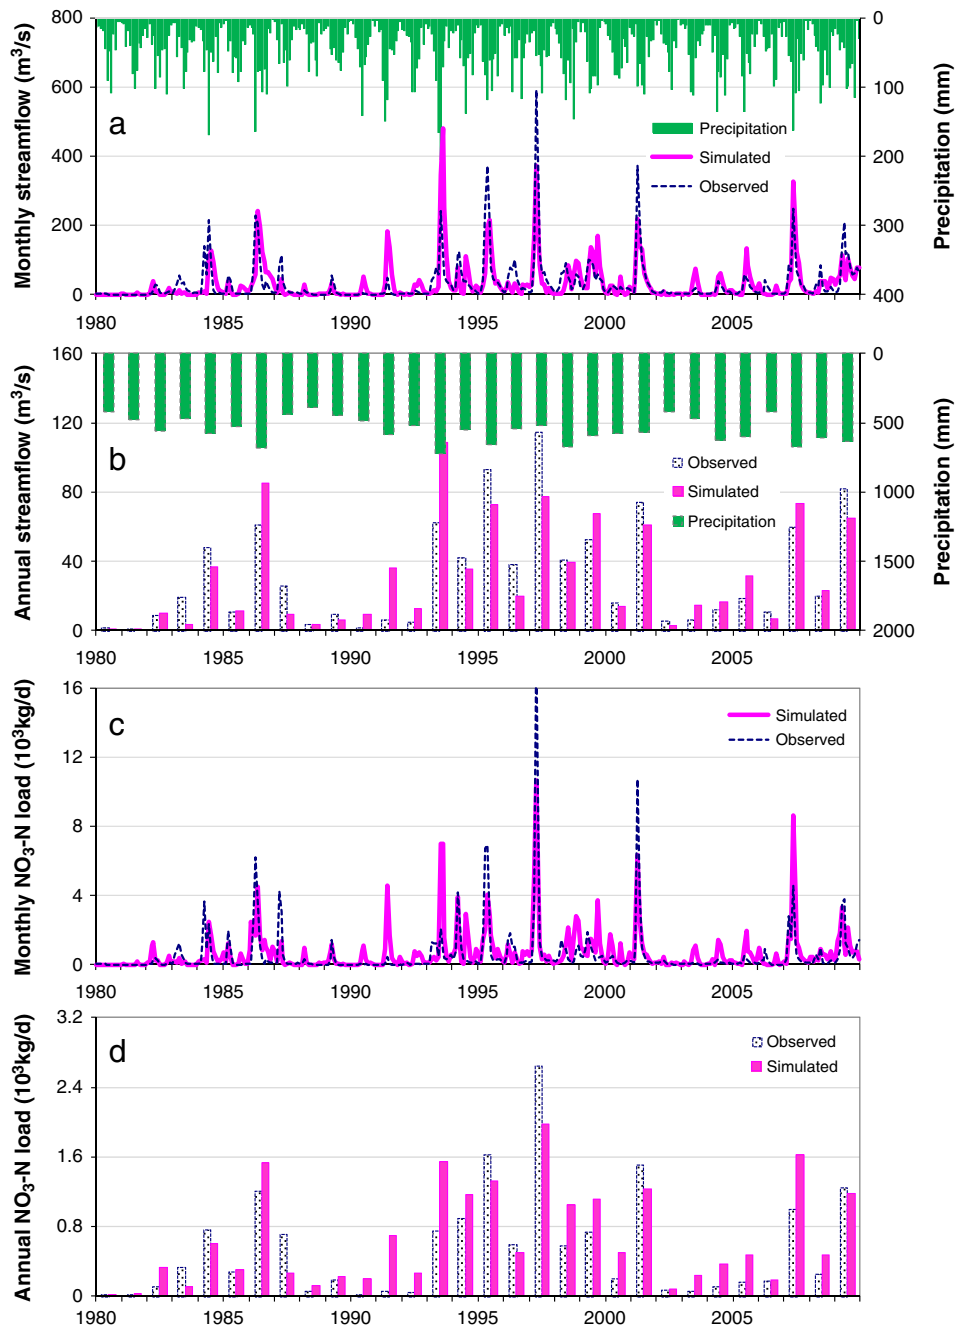 800
600
400
200
0
Monthly streamflow (m³/s)
a
Precipitation
Simulated
Observed
0
100
200
300
400
Precipitation (mm)
1980 1985 1990 1995 2000 2005
160
120
80
40
0
Annual streamflow (m³/s)
b
Observed
Simulated
Precipitation
0
500
1000
1500
2000
Precipitation (mm)
1980 1985 1990 1995 2000 2005
16
12
8
4
0
Monthly NO₃-N load (10³kg/d)
c
Simulated
Observed
1980 1985 1990 1995 2000 2005
3.2
2.4
1.6
0.8
0
Annual NO₃-N load (10³kg/d)
d
Observed
Simulated
1980 1985 1990 1995 2000 2005